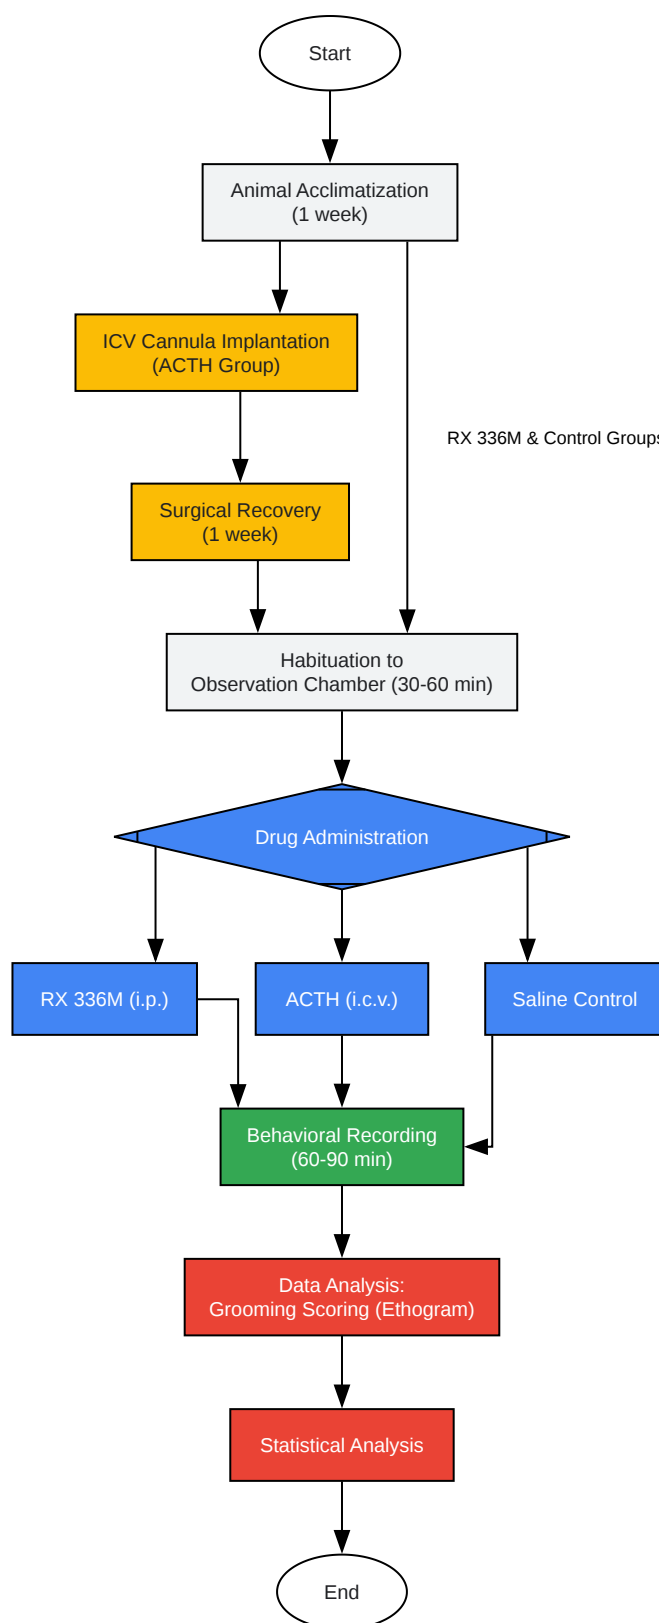 Start
Animal Acclimatization
(1 week)
ICV Cannula Implantation
(ACTH Group)
RX 336M & Control Groups
Surgical Recovery
(1 week)
Habituation to
Observation Chamber (30-60 min)
Drug Administration
RX 336M (i.p.)
ACTH (i.c.v.)
Saline Control
Behavioral Recording
(60-90 min)
Data Analysis:
Grooming Scoring (Ethogram)
Statistical Analysis
End